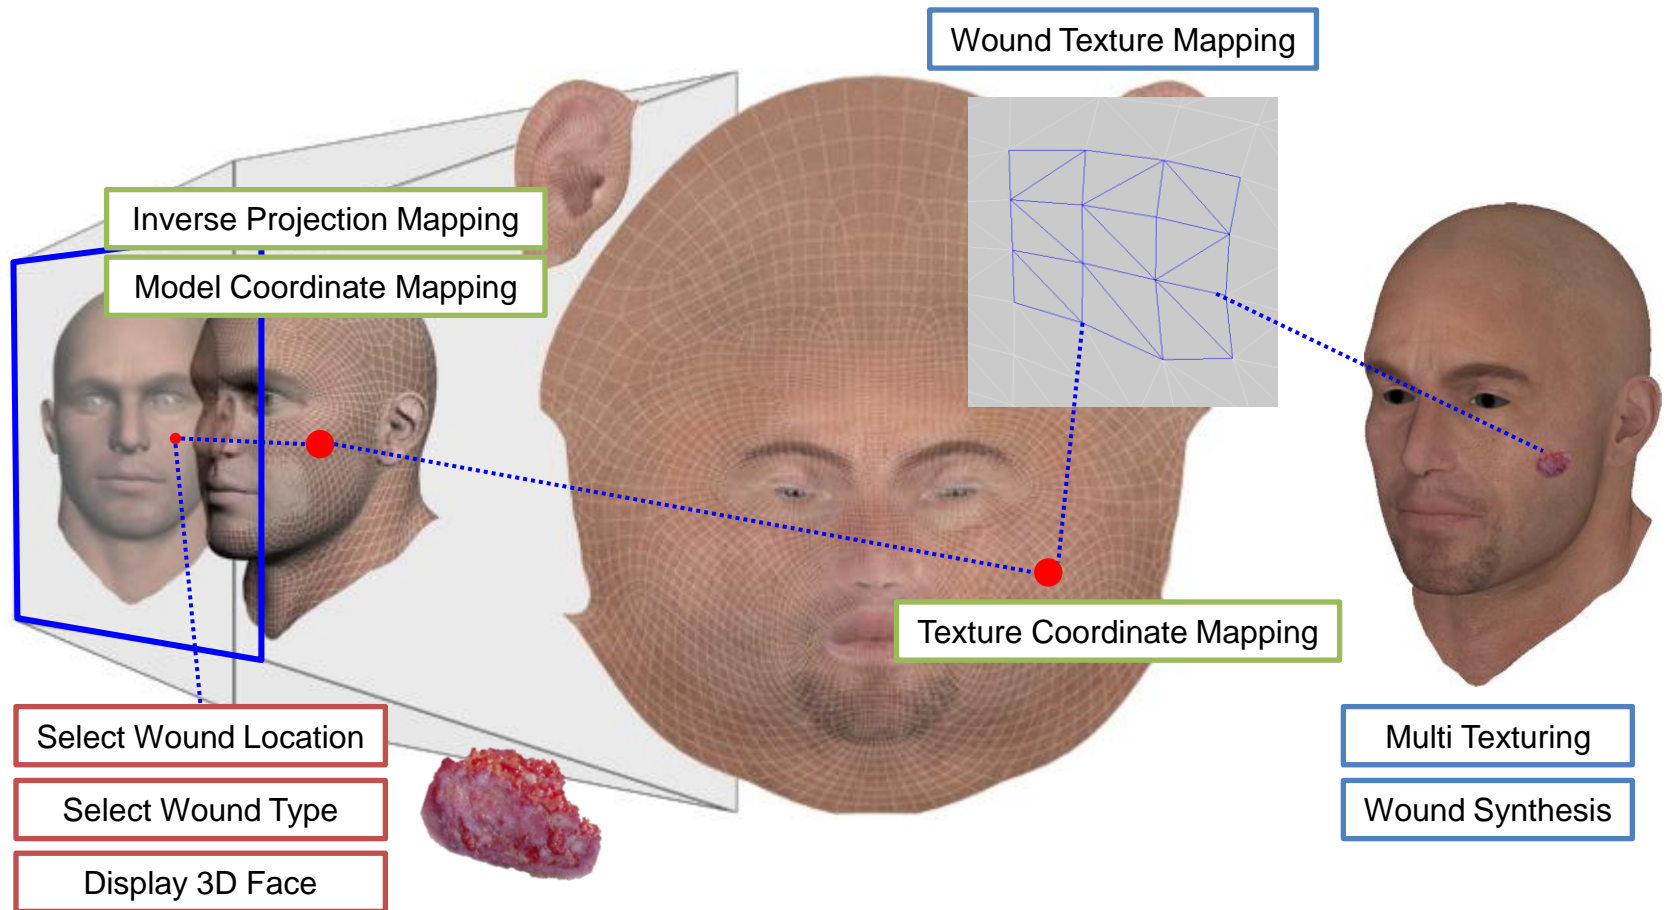 Wound Texture Mapping
Inverse Projection Mapping
Model Coordinate Mapping
Texture Coordinate Mapping
Select Wound Location
Select Wound Type
Display 3D Face
Multi Texturing
Wound Synthesis